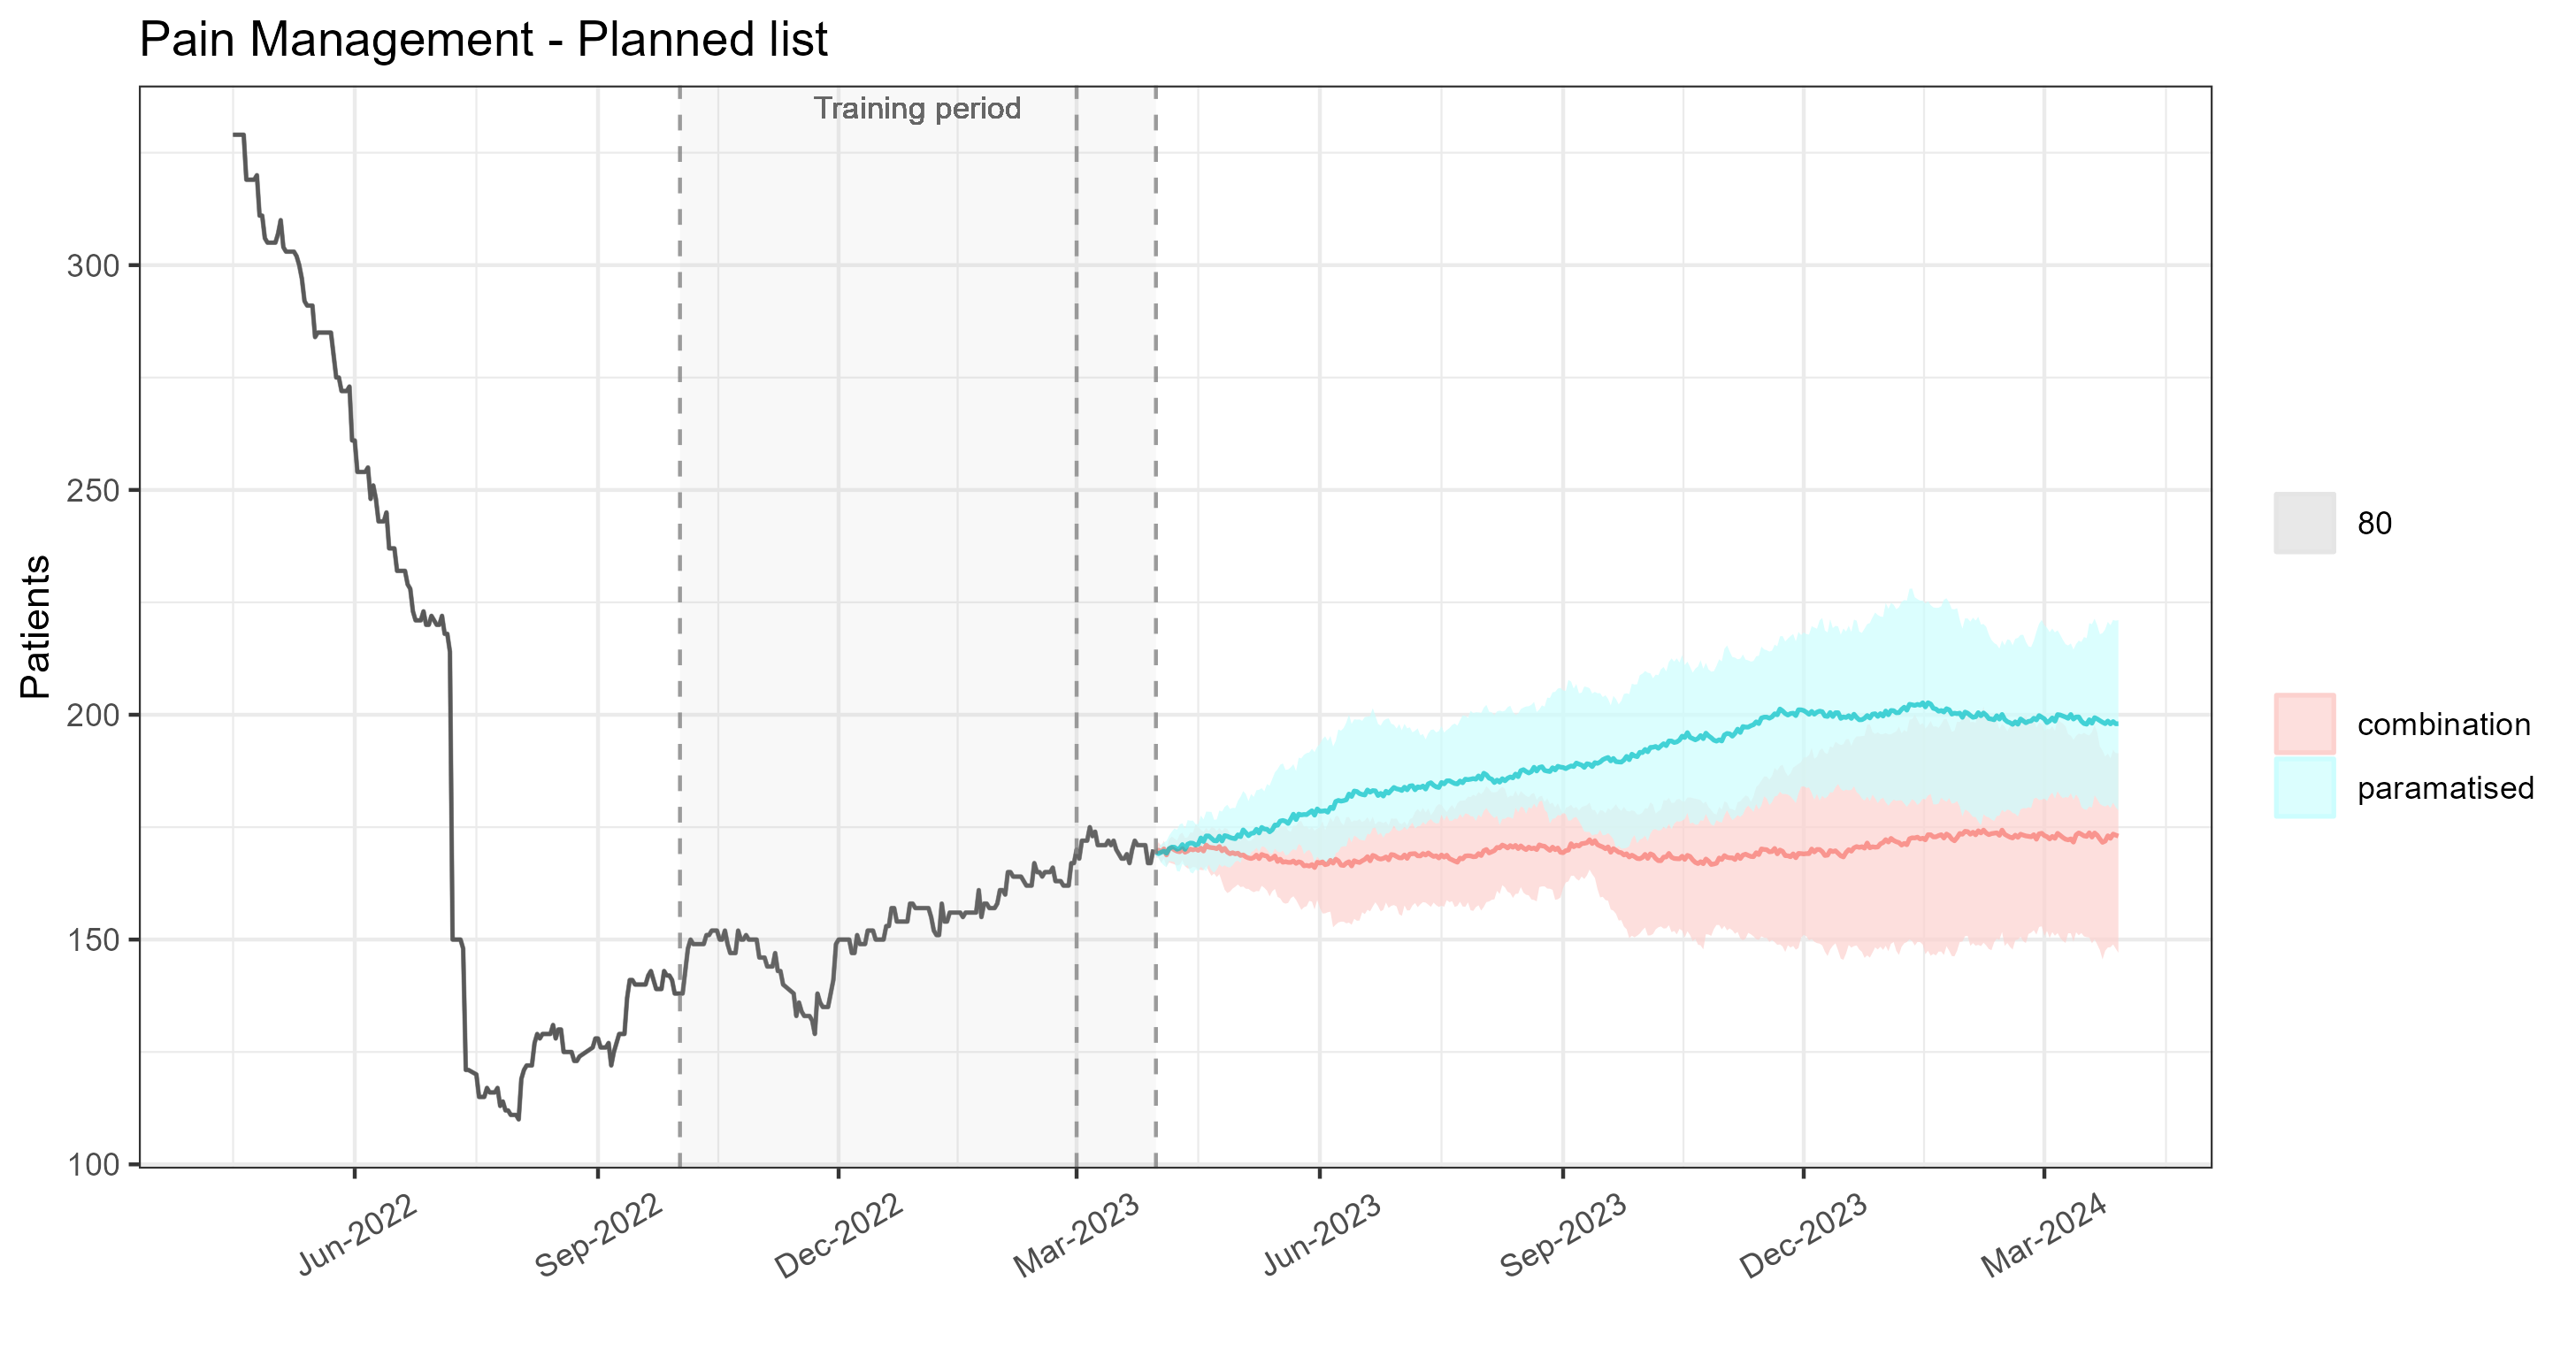 Pain Management - Planned list
Training period
Patients
300
250
200
150
100
Jun-2022
Sep-2022
Dec-2022
Mar-2023
Jun-2023
Sep-2023
Dec-2023
Mar-2024
80
combination
paramatised